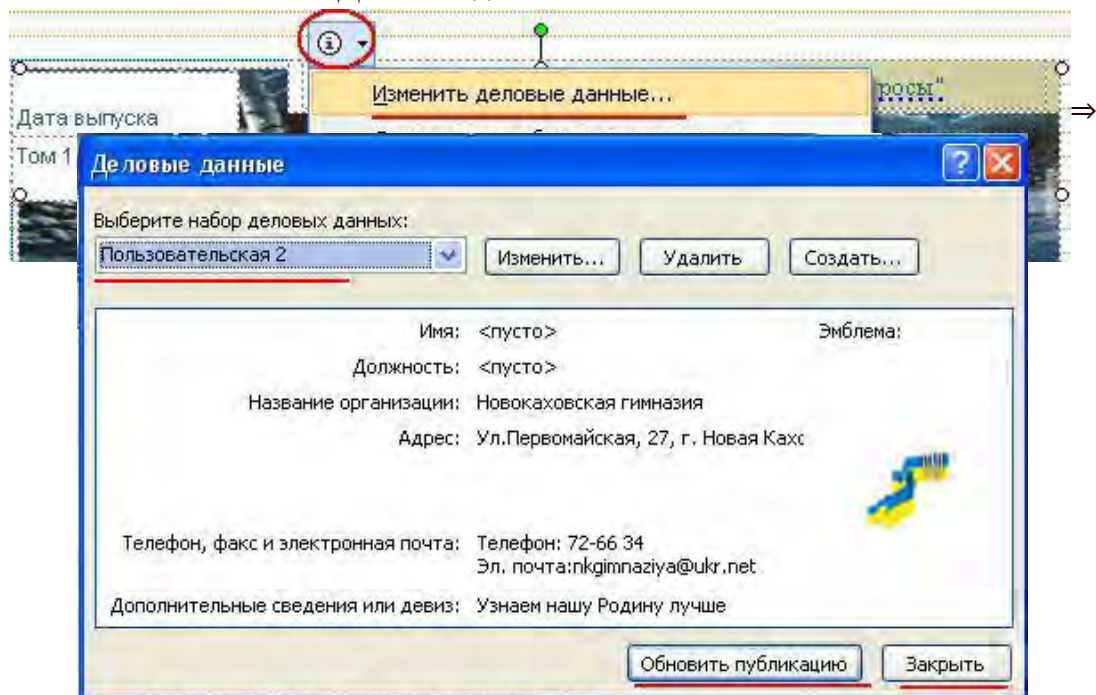 Изменить деловые данные...
росы"
Дата выпуска
⇒
Том 1
Деловые данные
Выберите набор деловых данных:
Пользовательская 2 Изменить... Удалить Создать...
Имя: <пусто> Эмблема:
Должность: <пусто>
Название организации: Новокаховская гимназия
Адрес: Ул.Первомайская, 27, г. Новая Кахс
Телефон, факс и электронная почта: Телефон: 72-66 34
Эл. почта:nkgimnaziya@ukr.net
Дополнительные сведения или девиз: Узнаем нашу Родину лучше
Обновить публикацию Закрыть